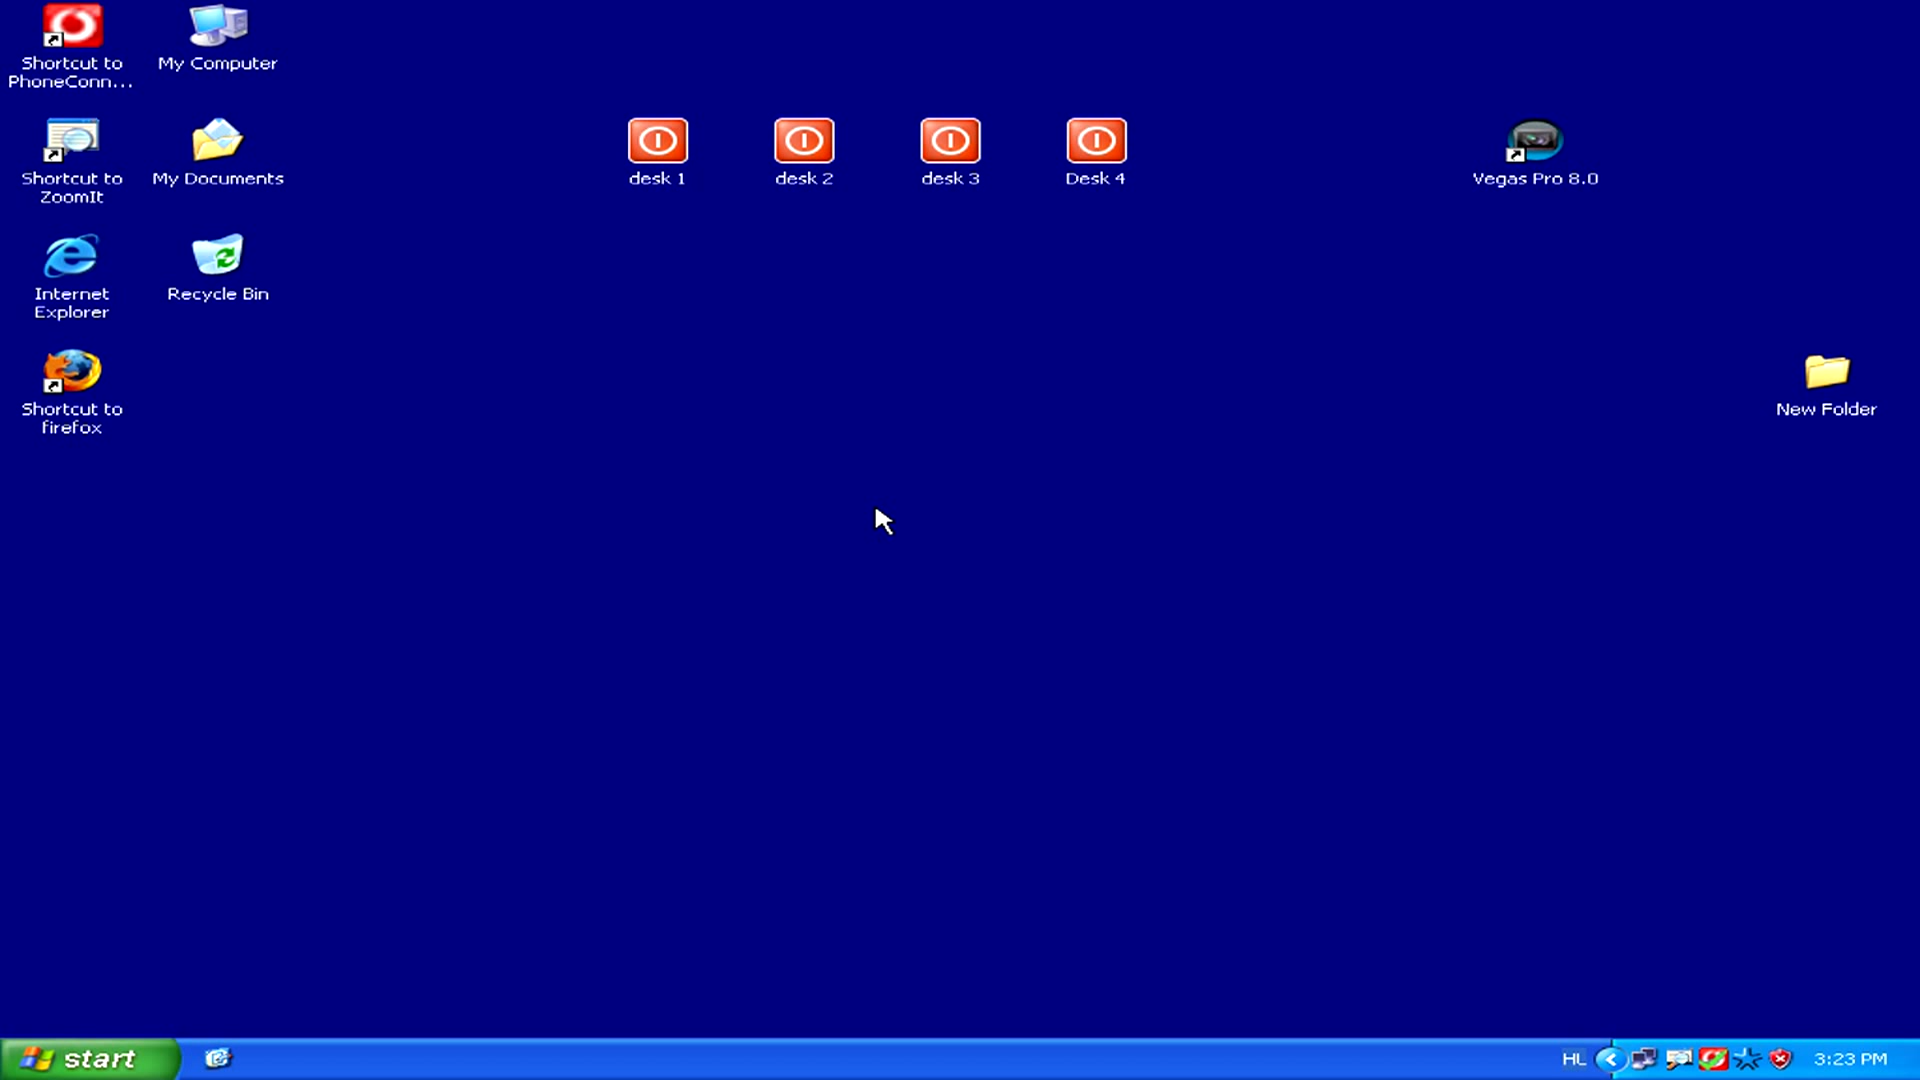 Shortcut to
PhoneConn...
My Computer
Shortcut to
ZoomIt
My Documents
desk 1
desk 2
desk 3
Desk 4
Vegas Pro 8.0
Internet
Explorer
Recycle Bin
Shortcut to
firefox
New Folder
start
HL
3:23 PM